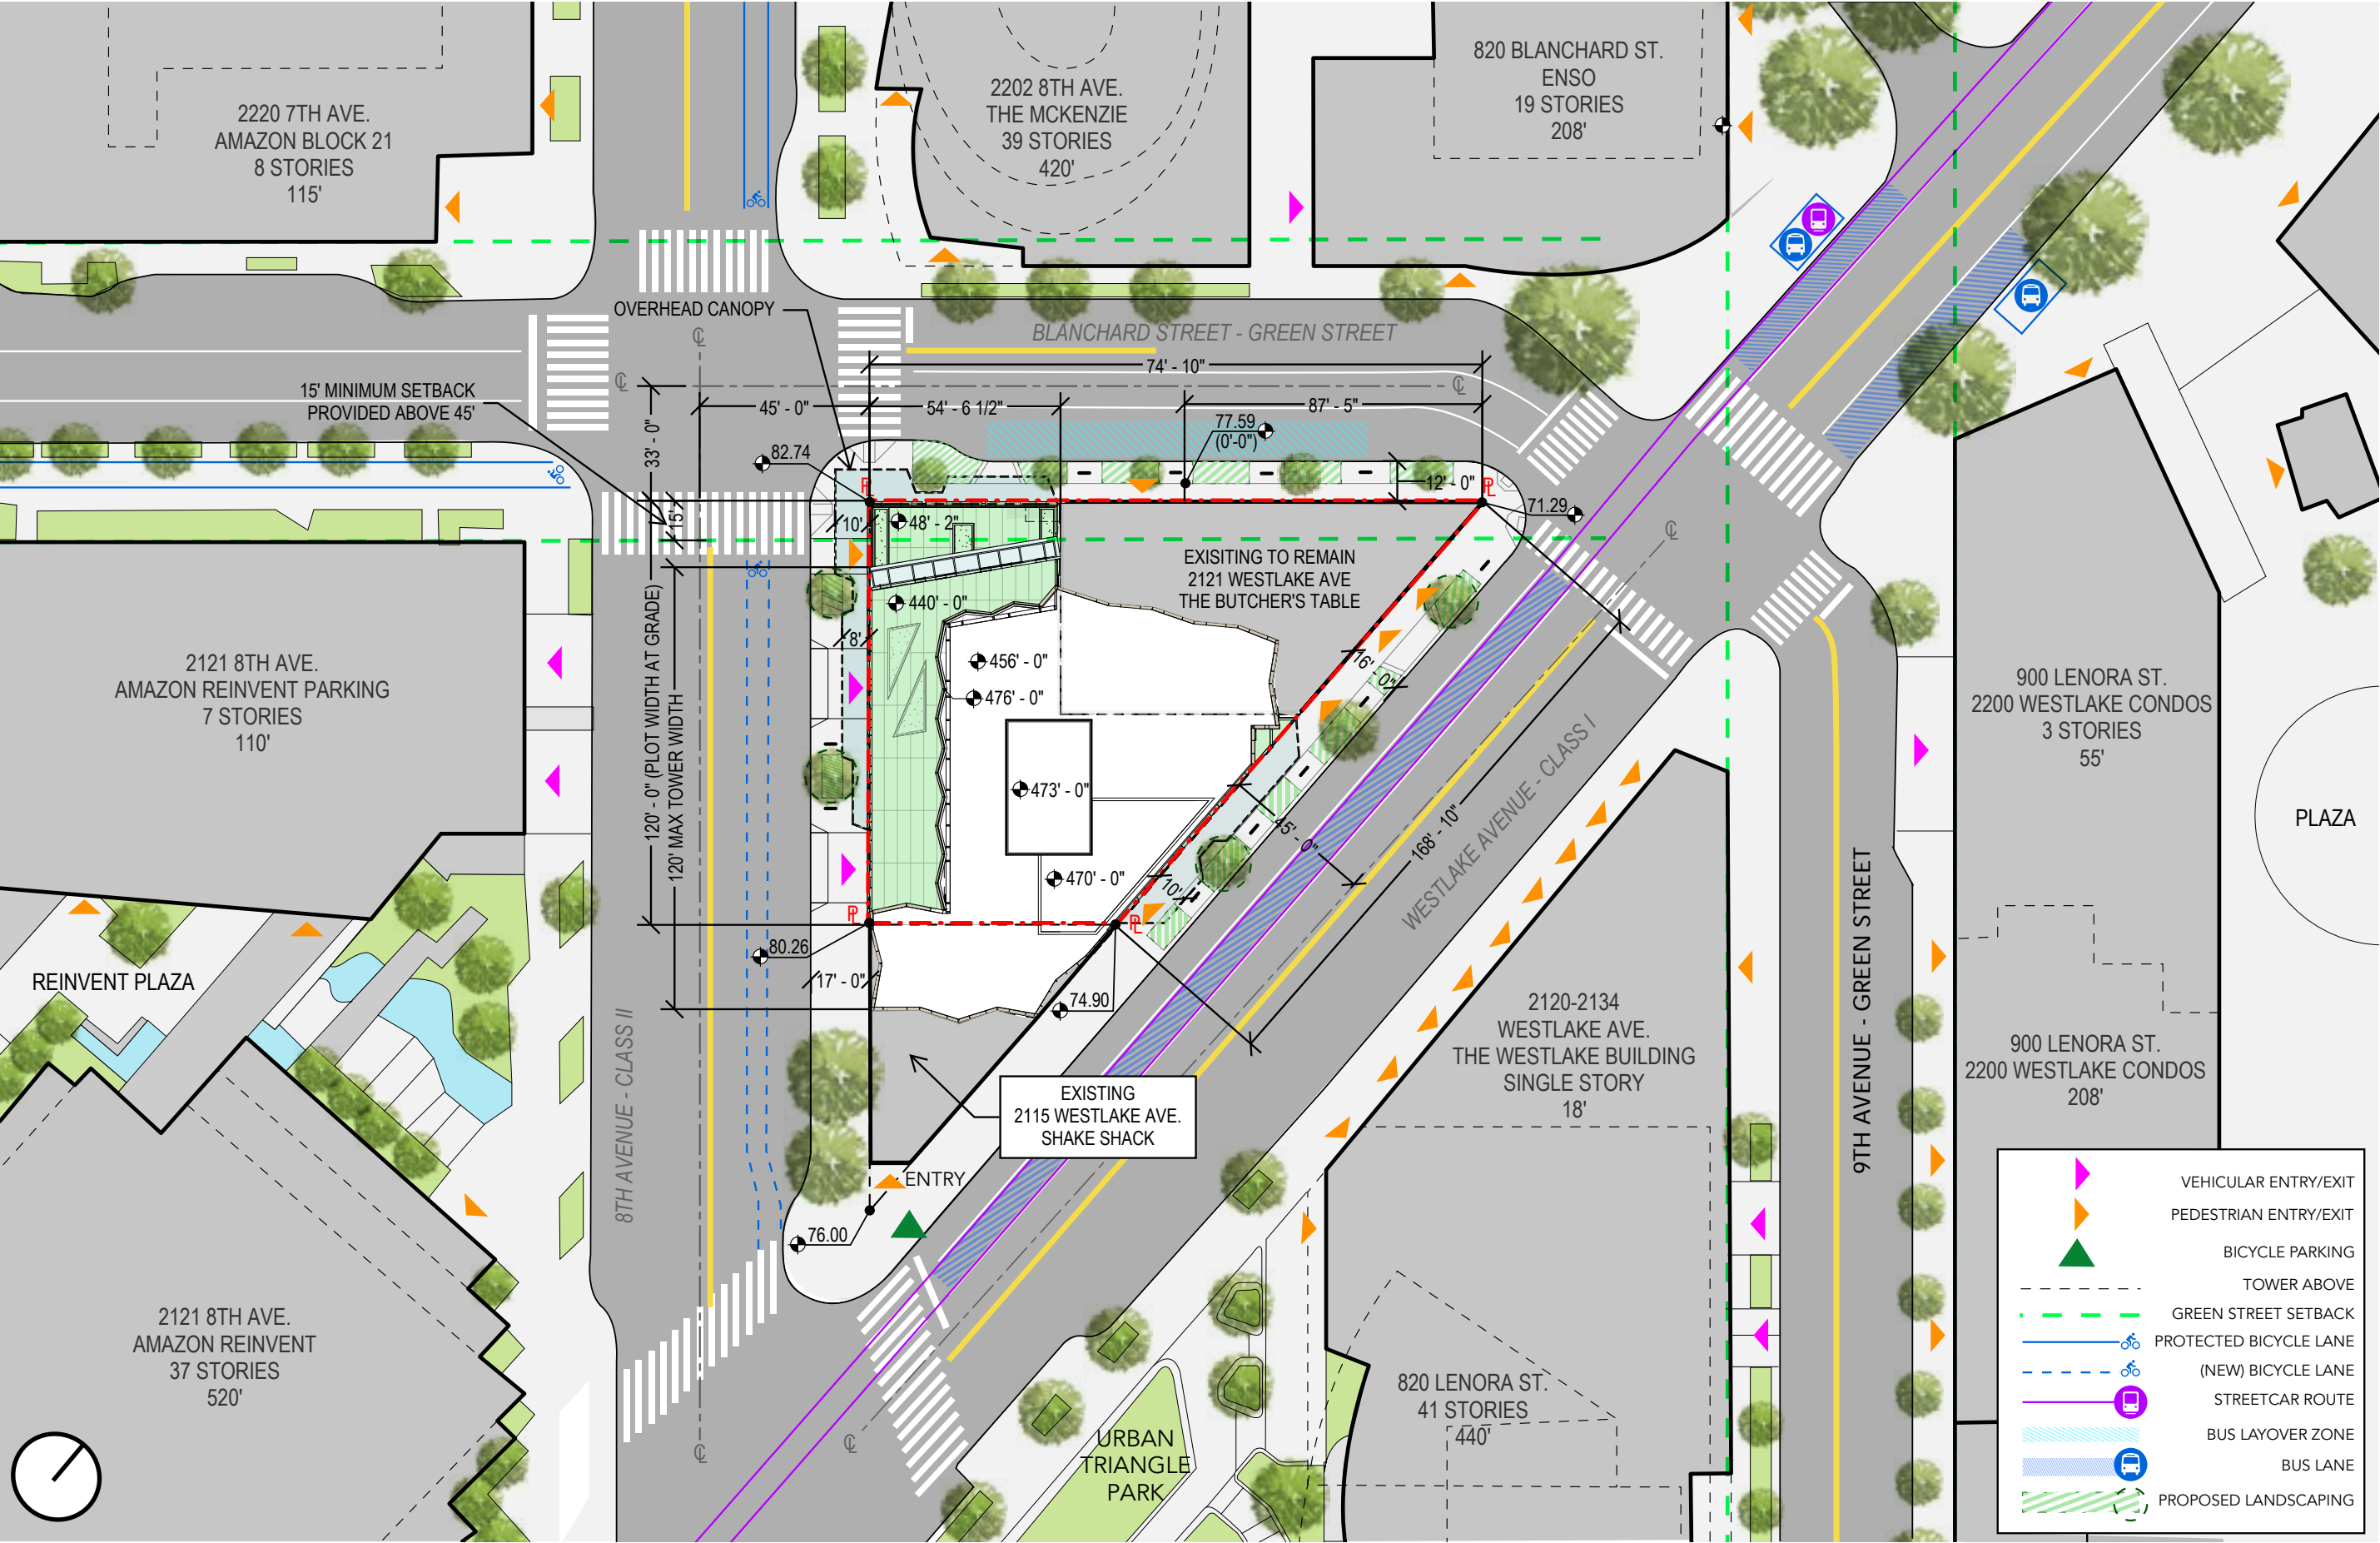 2220 7TH AVE.
AMAZON BLOCK 21
8 STORIES
115'
2202 8TH AVE.
THE MCKENZIE
39 STORIES
420'
820 BLANCHARD ST.
ENSO
19 STORIES
208'
OVERHEAD CANOPY
BLANCHARD STREET - GREEN STREET
15' MINIMUM SETBACK
PROVIDED ABOVE 45'
74' - 10"
45' - 0"
54' - 6 1/2"
87' - 5"
33' - 0"
77.59
(0'-0")
82.74
12' - 0"
71.29
15'
10'
48' - 2"
EXISITING TO REMAIN
2121 WESTLAKE AVE
THE BUTCHER'S TABLE
440' - 0"
8'
16' - 0"
120' - 0" (PLOT WIDTH AT GRADE)
120' MAX TOWER WIDTH
456' - 0"
476' - 0"
473' - 0"
470' - 0"
45' - 0"
168' - 10"
10'
WESTLAKE AVENUE - CLASS I
2121 8TH AVE.
AMAZON REINVENT PARKING
7 STORIES
110'
900 LENORA ST.
2200 WESTLAKE CONDOS
3 STORIES
55'
PLAZA
80.26
17' - 0"
74.90
REINVENT PLAZA
8TH AVENUE - CLASS II
9TH AVENUE - GREEN STREET
2120-2134
WESTLAKE AVE.
THE WESTLAKE BUILDING
SINGLE STORY
18'
900 LENORA ST.
2200 WESTLAKE CONDOS
208'
EXISTING
2115 WESTLAKE AVE.
SHAKE SHACK
ENTRY
76.00
2121 8TH AVE.
AMAZON REINVENT
37 STORIES
520'
820 LENORA ST.
41 STORIES
440'
URBAN
TRIANGLE
PARK
VEHICULAR ENTRY/EXIT
PEDESTRIAN ENTRY/EXIT
BICYCLE PARKING
TOWER ABOVE
GREEN STREET SETBACK
PROTECTED BICYCLE LANE
(NEW) BICYCLE LANE
STREETCAR ROUTE
BUS LAYOVER ZONE
BUS LANE
PROPOSED LANDSCAPING